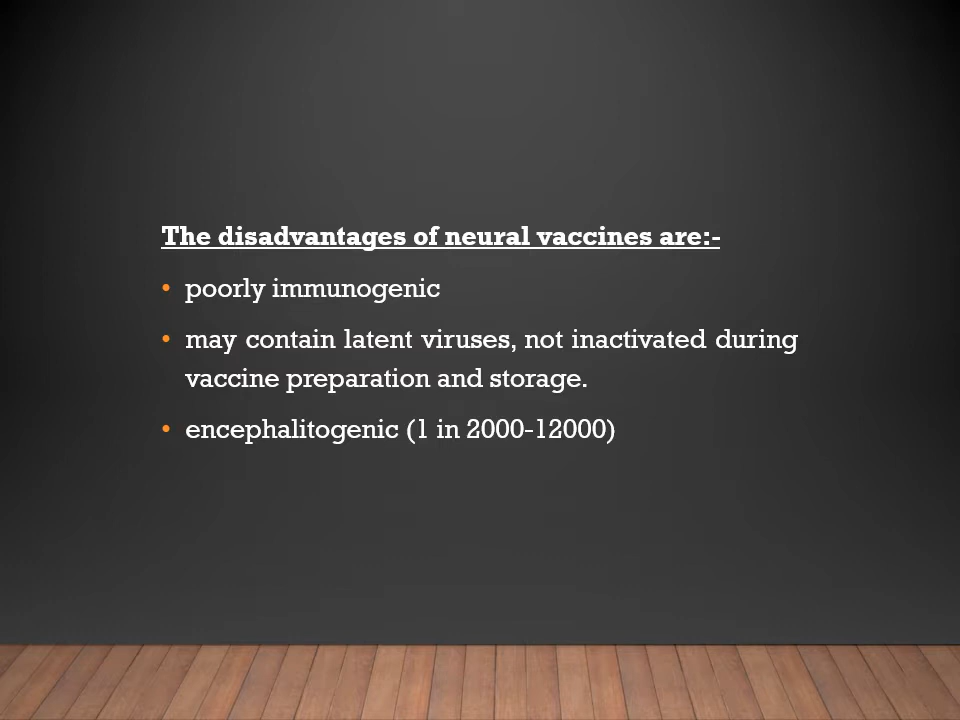 The disadvantages of neural vaccines are:-
• poorly immunogenic
• may contain latent viruses, not inactivated during
vaccine preparation and storage.
• encephalitogenic (1 in 2000-12000)